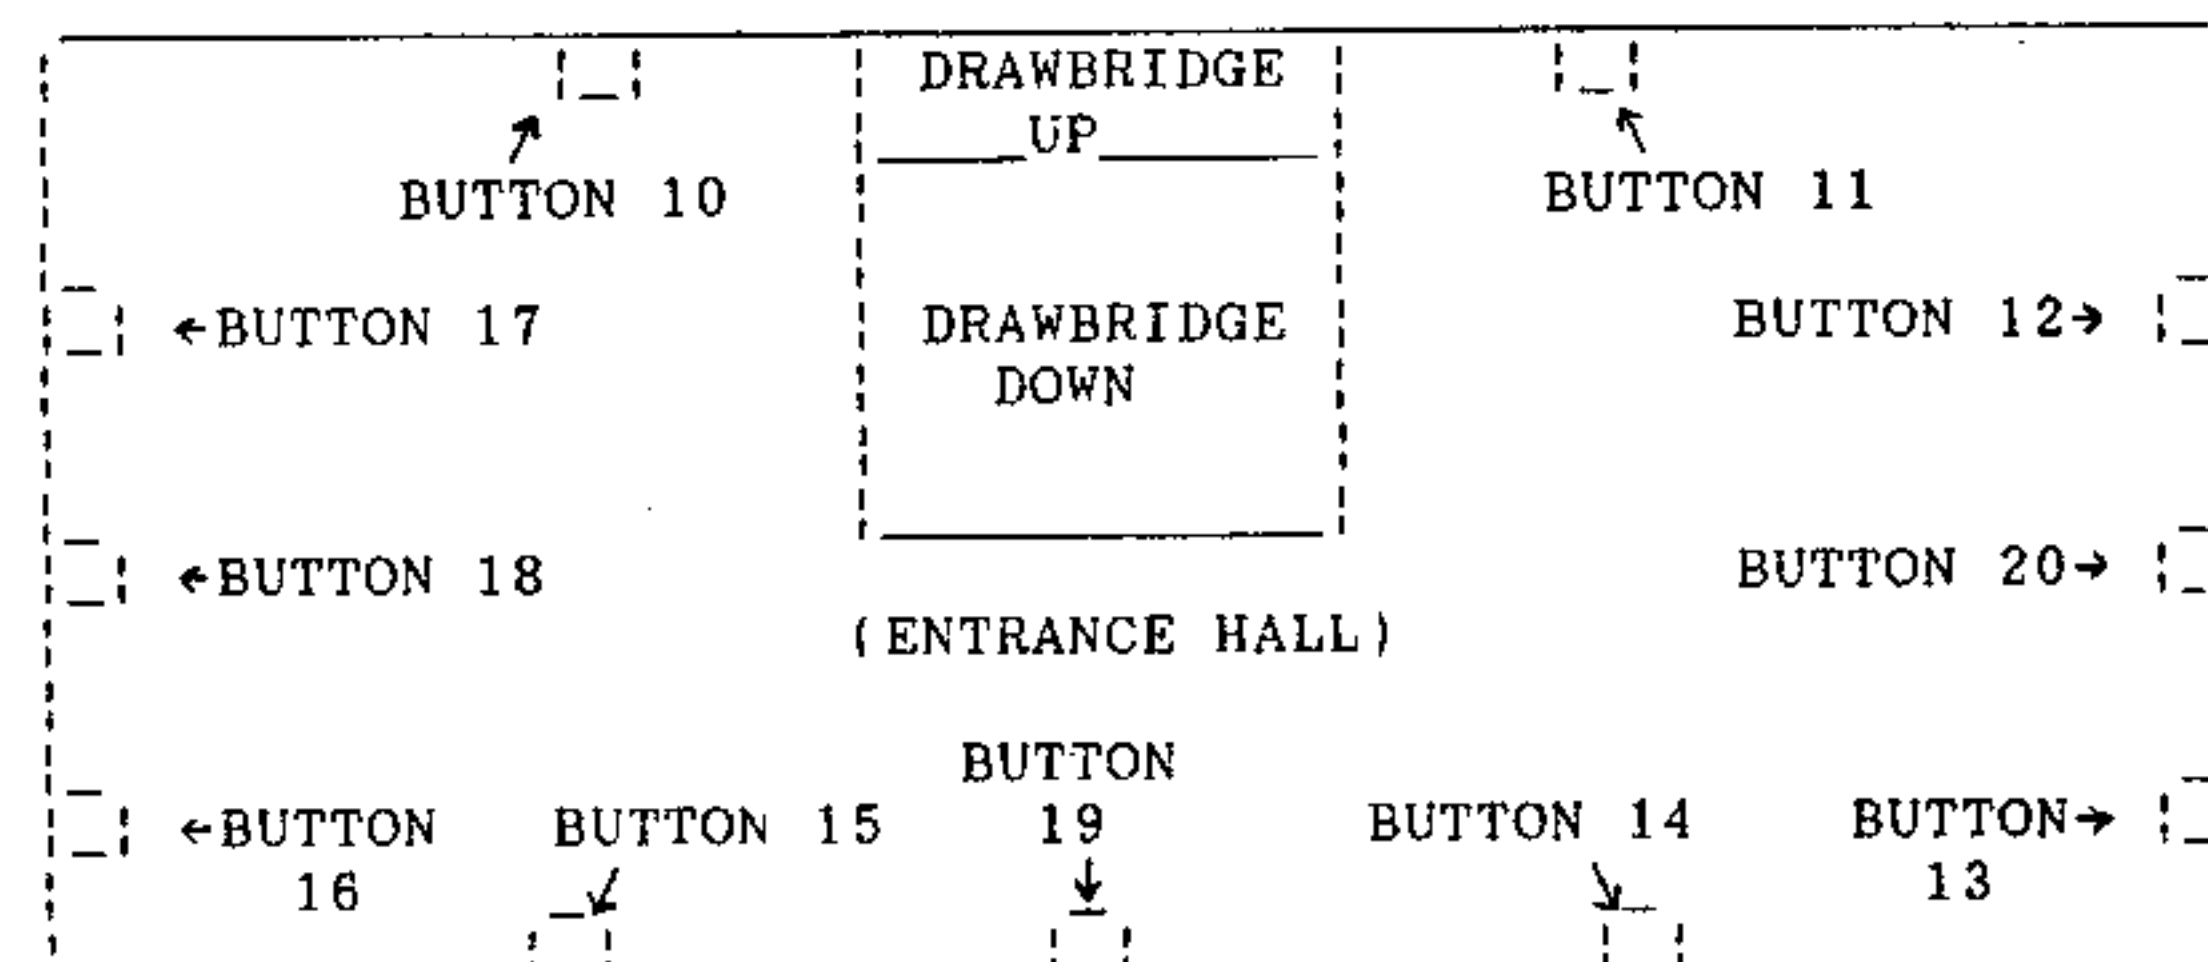 DRAWBRIDGE
UP
BUTTON 10
BUTTON 11
←BUTTON 17
DRAWBRIDGE
DOWN
BUTTON 12→
←BUTTON 18
BUTTON 20→
(ENTRANCE HALL)
BUTTON
19
←BUTTON
16
BUTTON 15
BUTTON 14
BUTTON→
13